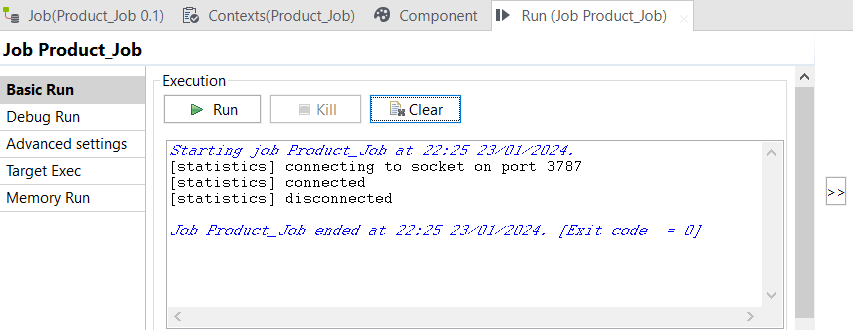 Job(Product_Job 0.1) Contexts(Product_Job) Component Run (Job Product_Job)
Job Product_Job
Basic Run
Debug Run
Advanced settings
Target Exec
Memory Run
Execution
Run Kill Clear
Starting job Product_Job at 22:25 23/01/2024.
[statistics] connecting to socket on port 3787
[statistics] connected
[statistics] disconnected
Job Product_Job ended at 22:25 23/01/2024. [Exit code  = 0]
>>